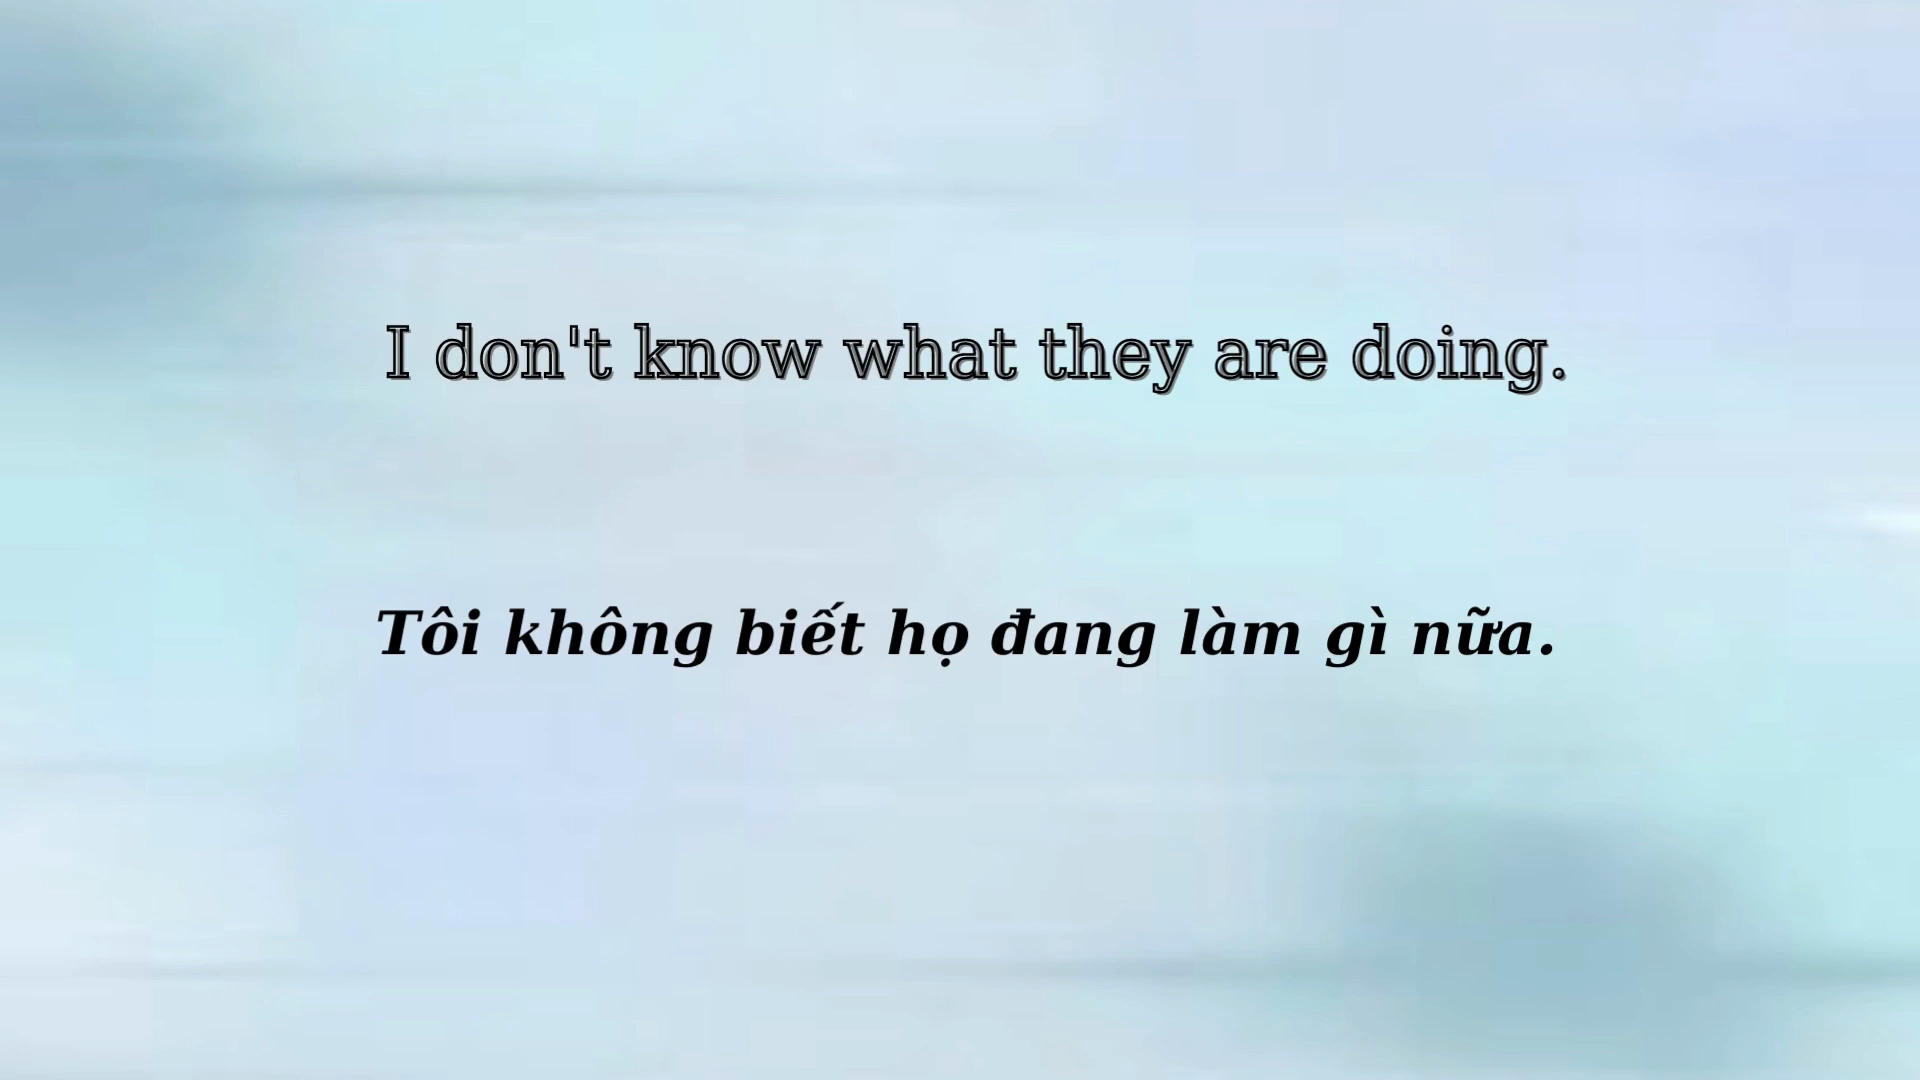 I don't know what they are doing.
Tôi không biết họ đang làm gì nữa.